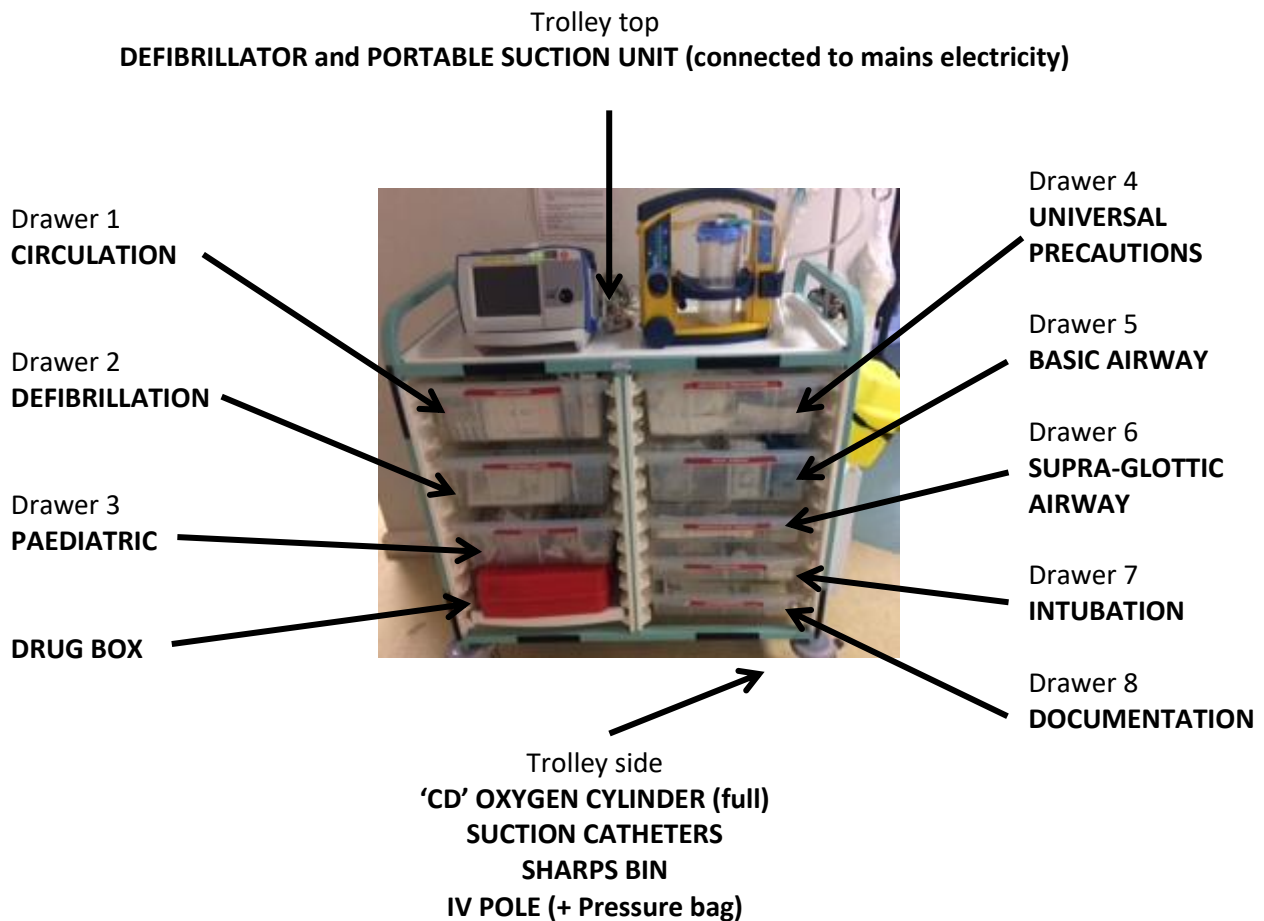 Trolley top
DEFIBRILLATOR and PORTABLE SUCTION UNIT (connected to mains electricity)
Drawer 1
CIRCULATION
Drawer 2
DEFIBRILLATION
Drawer 3
PAEDIATRIC
DRUG BOX
Drawer 4
UNIVERSAL
PRECAUTIONS
Drawer 5
BASIC AIRWAY
Drawer 6
SUPRA-GLOTTIC
AIRWAY
Drawer 7
INTUBATION
Drawer 8
DOCUMENTATION
Trolley side
‘CD’ OXYGEN CYLINDER (full)
SUCTION CATHETERS
SHARPS BIN
IV POLE (+ Pressure bag)